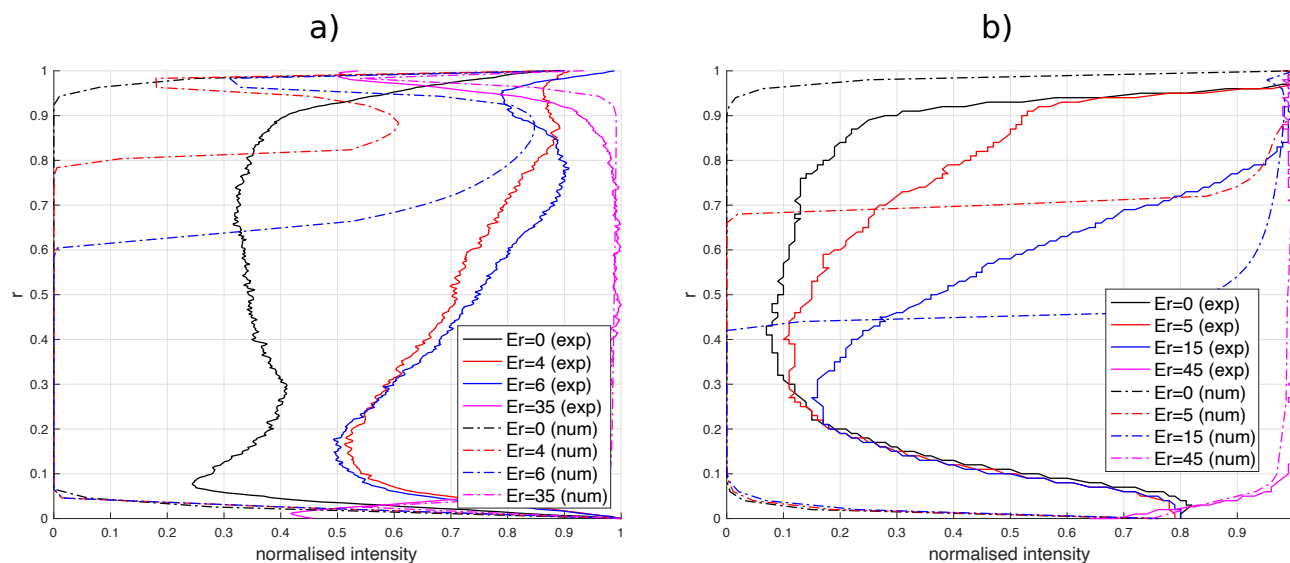 a)
b)
1
0.9
0.8
0.7
0.6
0.5
0.4
0.3
0.2
0.1
0
r
0
0.1
0.2
0.3
0.4
0.5
0.6
0.7
0.8
0.9
1
normalised intensity
Er=0 (exp)
Er=4 (exp)
Er=6 (exp)
Er=35 (exp)
Er=0 (num)
Er=4 (num)
Er=6 (num)
Er=35 (num)
1
0.9
0.8
0.7
0.6
0.5
0.4
0.3
0.2
0.1
0
r
0
0.1
0.2
0.3
0.4
0.5
0.6
0.7
0.8
0.9
normalised intensity
Er=0 (exp)
Er=5 (exp)
Er=15 (exp)
Er=45 (exp)
Er=0 (num)
Er=5 (num)
Er=15 (num)
Er=45 (num)